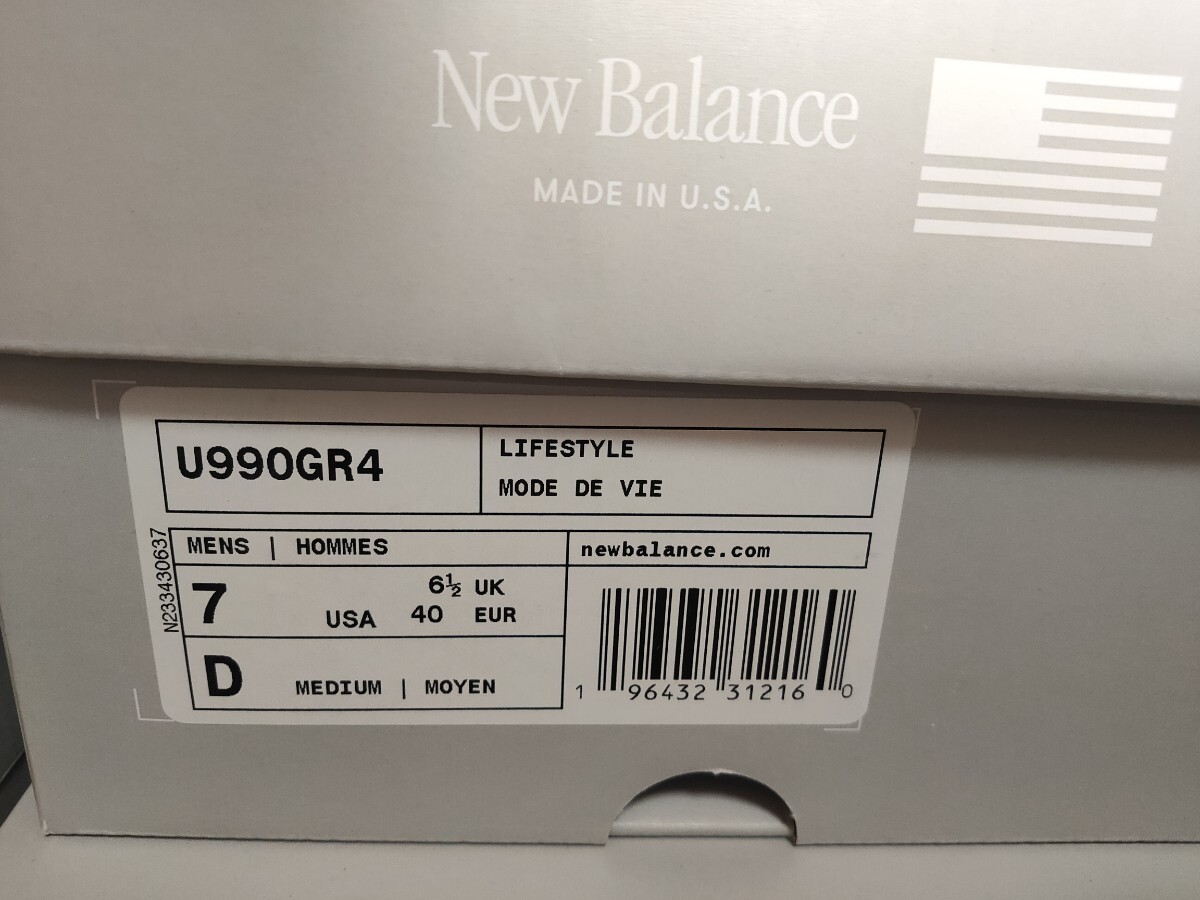 New Balance
MADE IN U.S.A.
U990GR4
LIFESTYLE
MODE DE VIE
N233430637
MENS | HOMMES
newbalance.com
7 USA
6½ UK
40 EUR
D MEDIUM | MOYEN
1 96432 31216 0